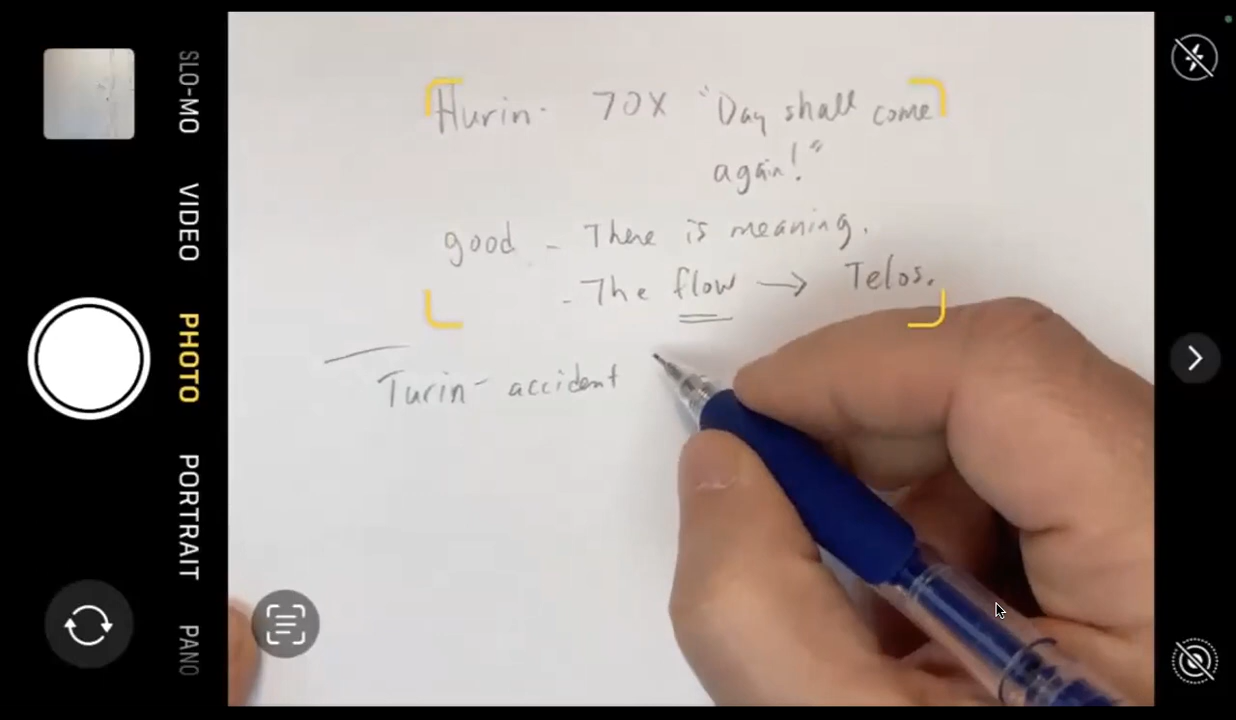 SLO-MO
VIDEO
PHOTO
PORTRAIT
PANO
Hurin- 70X "Day shall come
again!"
good - There is meaning.
- The flow → Telos.
Turin- accident